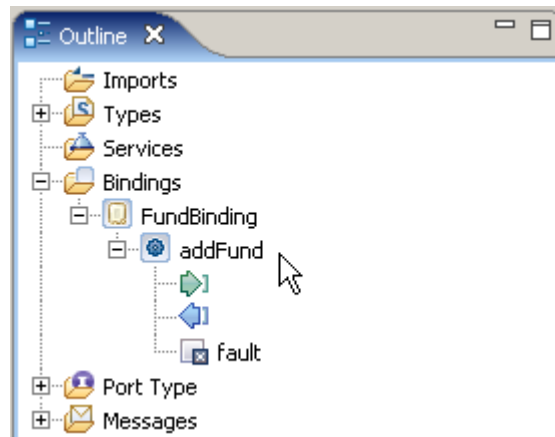 Outline
Imports
Types
Services
Bindings
FundBinding
addFund
fault
Port Type
Messages